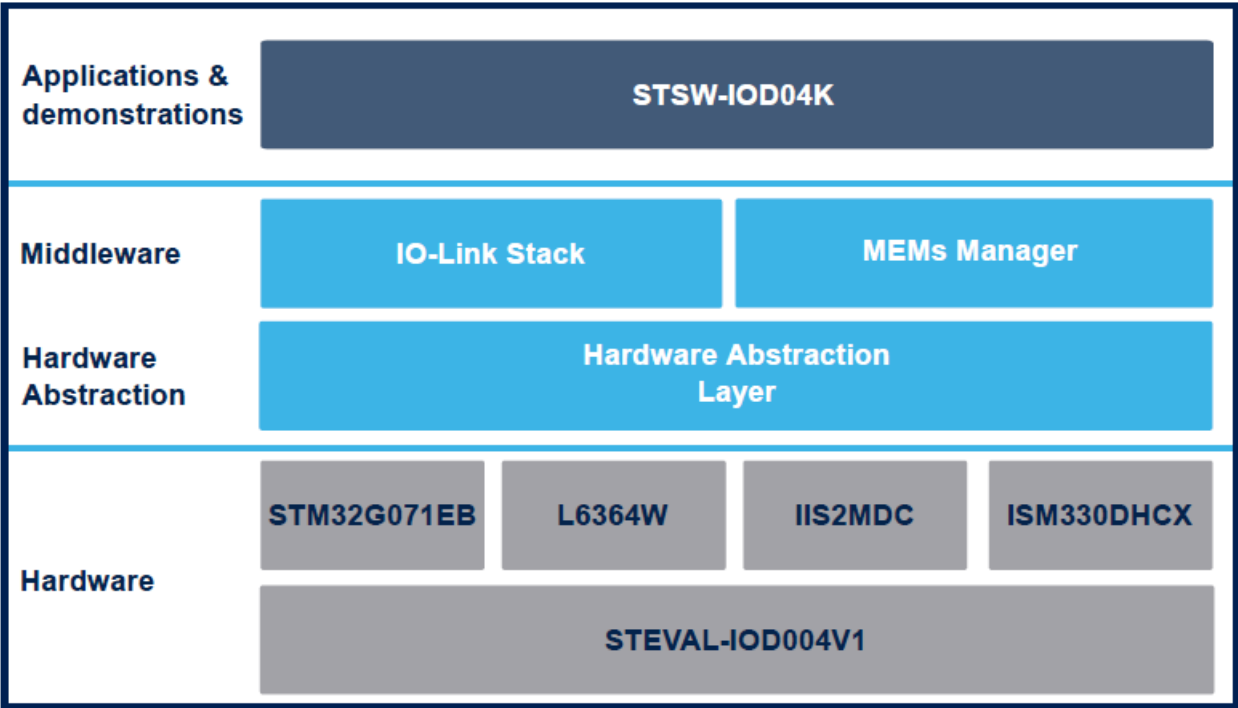 Applications &
demonstrations
STSW-IOD04K
Middleware
IO-Link Stack
MEMs Manager
Hardware
Abstraction
Hardware Abstraction
Layer
Hardware
STM32G071EB
L6364W
IIS2MDC
ISM330DHCX
STEVAL-IOD004V1